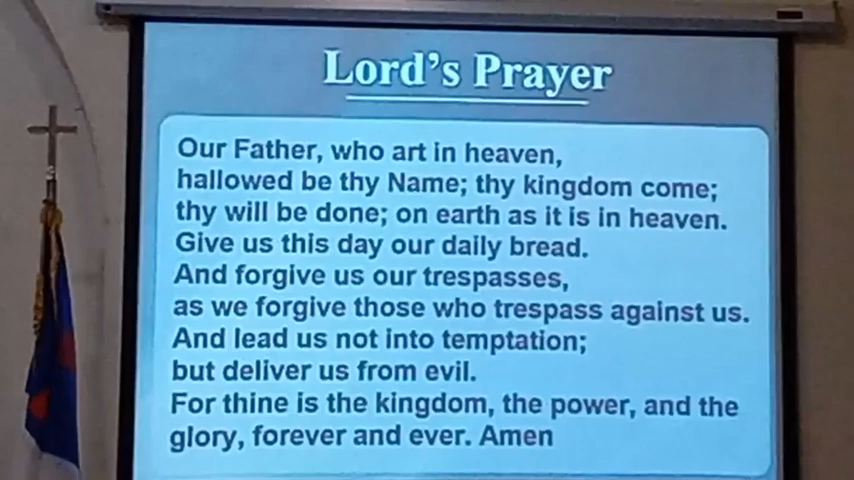 Lord's Prayer
Our Father, who art in heaven,
hallowed be thy Name; thy kingdom come;
thy will be done; on earth as it is in heaven.
Give us this day our daily bread.
And forgive us our trespasses,
as we forgive those who trespass against us.
And lead us not into temptation;
but deliver us from evil.
For thine is the kingdom, the power, and the
glory, forever and ever. Amen